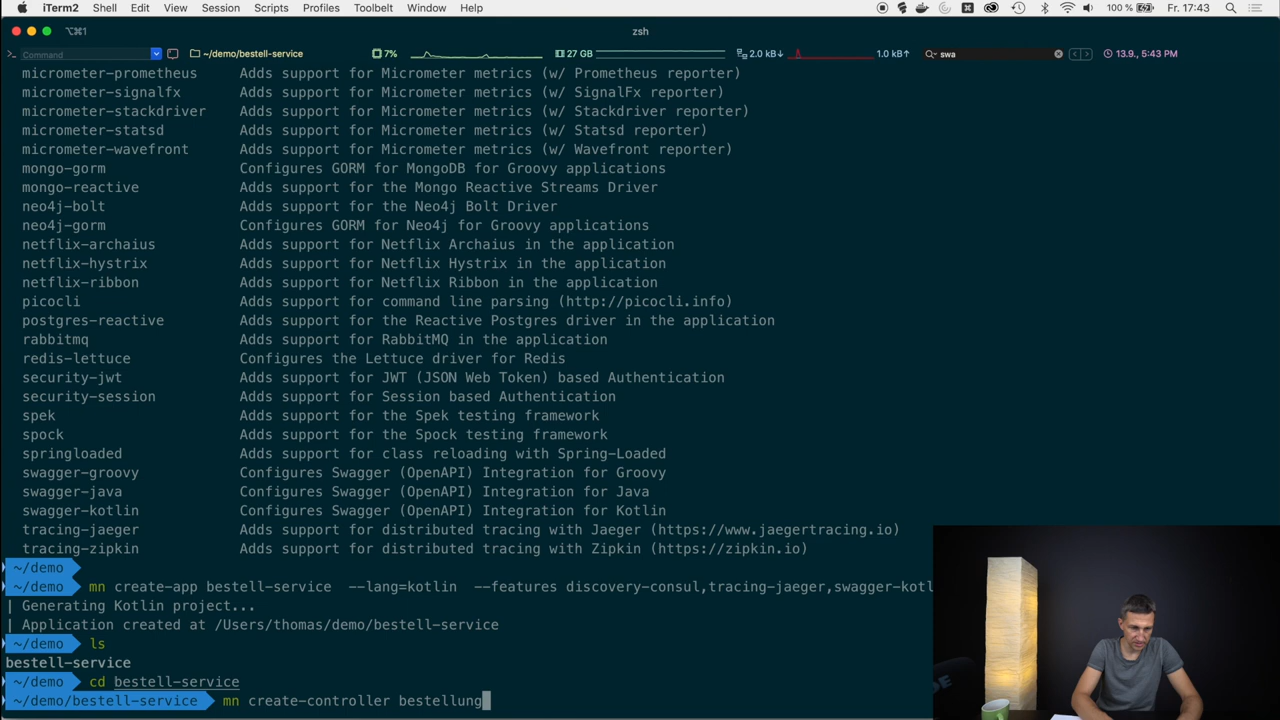 iTerm2 Shell Edit View Session Scripts Profiles Toolbelt Window Help 100 % Fr. 17:43
⌥⌘1 zsh
Command ~/demo/bestell-service 7% 27 GB 2.0 kB↓ 1.0 kB↑ swa 13.9., 5:43 PM
micrometer-prometheus Adds support for Micrometer metrics (w/ Prometheus reporter)
micrometer-signalfx Adds support for Micrometer metrics (w/ SignalFx reporter)
micrometer-stackdriver Adds support for Micrometer metrics (w/ Stackdriver reporter)
micrometer-statsd Adds support for Micrometer metrics (w/ Statsd reporter)
micrometer-wavefront Adds support for Micrometer metrics (w/ Wavefront reporter)
mongo-gorm Configures GORM for MongoDB for Groovy applications
mongo-reactive Adds support for the Mongo Reactive Streams Driver
neo4j-bolt Adds support for the Neo4j Bolt Driver
neo4j-gorm Configures GORM for Neo4j for Groovy applications
netflix-archaius Adds support for Netflix Archaius in the application
netflix-hystrix Adds support for Netflix Hystrix in the application
netflix-ribbon Adds support for Netflix Ribbon in the application
picocli Adds support for command line parsing (http://picocli.info)
postgres-reactive Adds support for the Reactive Postgres driver in the application
rabbitmq Adds support for RabbitMQ in the application
redis-lettuce Configures the Lettuce driver for Redis
security-jwt Adds support for JWT (JSON Web Token) based Authentication
security-session Adds support for Session based Authentication
spek Adds support for the Spek testing framework
spock Adds support for the Spock testing framework
springloaded Adds support for class reloading with Spring-Loaded
swagger-groovy Configures Swagger (OpenAPI) Integration for Groovy
swagger-java Configures Swagger (OpenAPI) Integration for Java
swagger-kotlin Configures Swagger (OpenAPI) Integration for Kotlin
tracing-jaeger Adds support for distributed tracing with Jaeger (https://www.jaegertracing.io)
tracing-zipkin Adds support for distributed tracing with Zipkin (https://zipkin.io)
~/demo
~/demo mn create-app bestell-service --lang=kotlin --features discovery-consul,tracing-jaeger,swagger-kotl
| Generating Kotlin project...
| Application created at /Users/thomas/demo/bestell-service
~/demo ls
bestell-service
~/demo cd bestell-service
~/demo/bestell-service mn create-controller bestellung